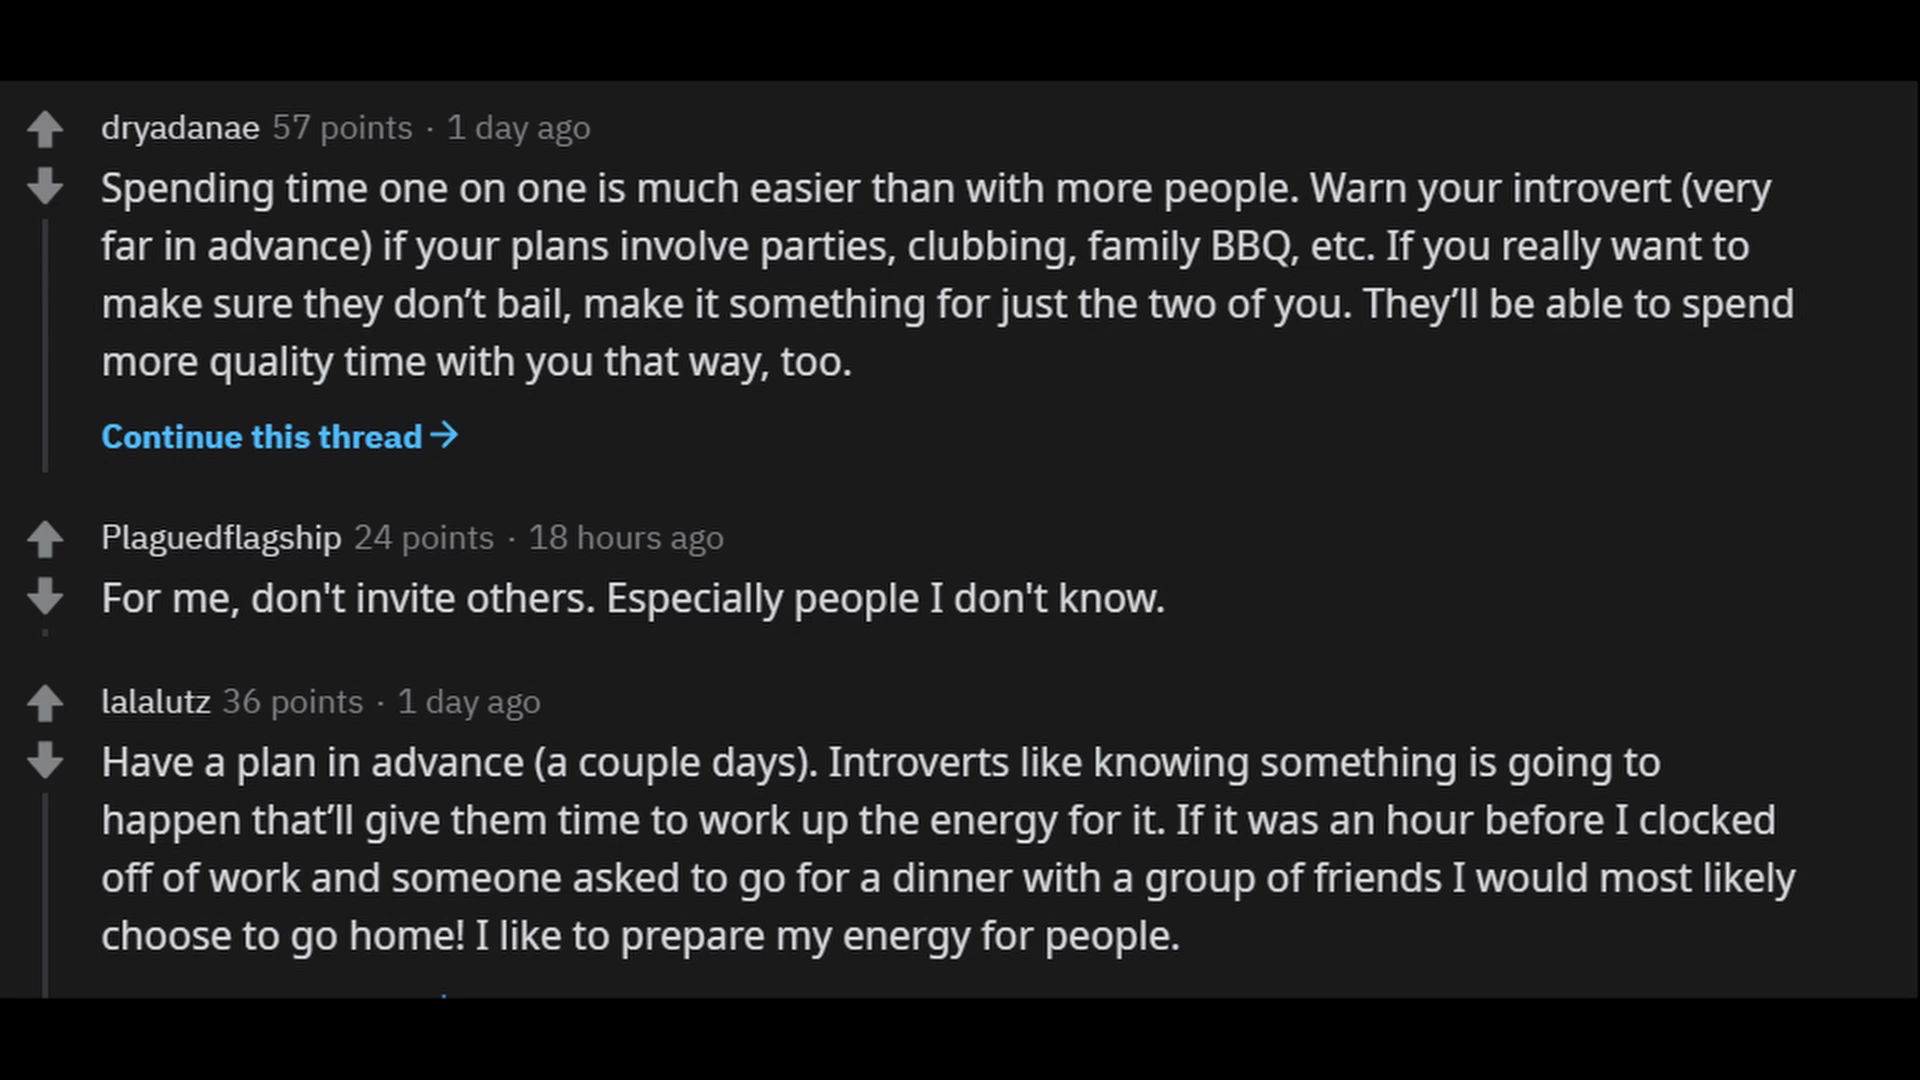 dryadanae 57 points · 1 day ago
Spending time one on one is much easier than with more people. Warn your introvert (very
far in advance) if your plans involve parties, clubbing, family BBQ, etc. If you really want to
make sure they don’t bail, make it something for just the two of you. They’ll be able to spend
more quality time with you that way, too.
Continue this thread →
Plaguedflagship 24 points · 18 hours ago
For me, don't invite others. Especially people I don't know.
lalalutz 36 points · 1 day ago
Have a plan in advance (a couple days). Introverts like knowing something is going to
happen that’ll give them time to work up the energy for it. If it was an hour before I clocked
off of work and someone asked to go for a dinner with a group of friends I would most likely
choose to go home! I like to prepare my energy for people.